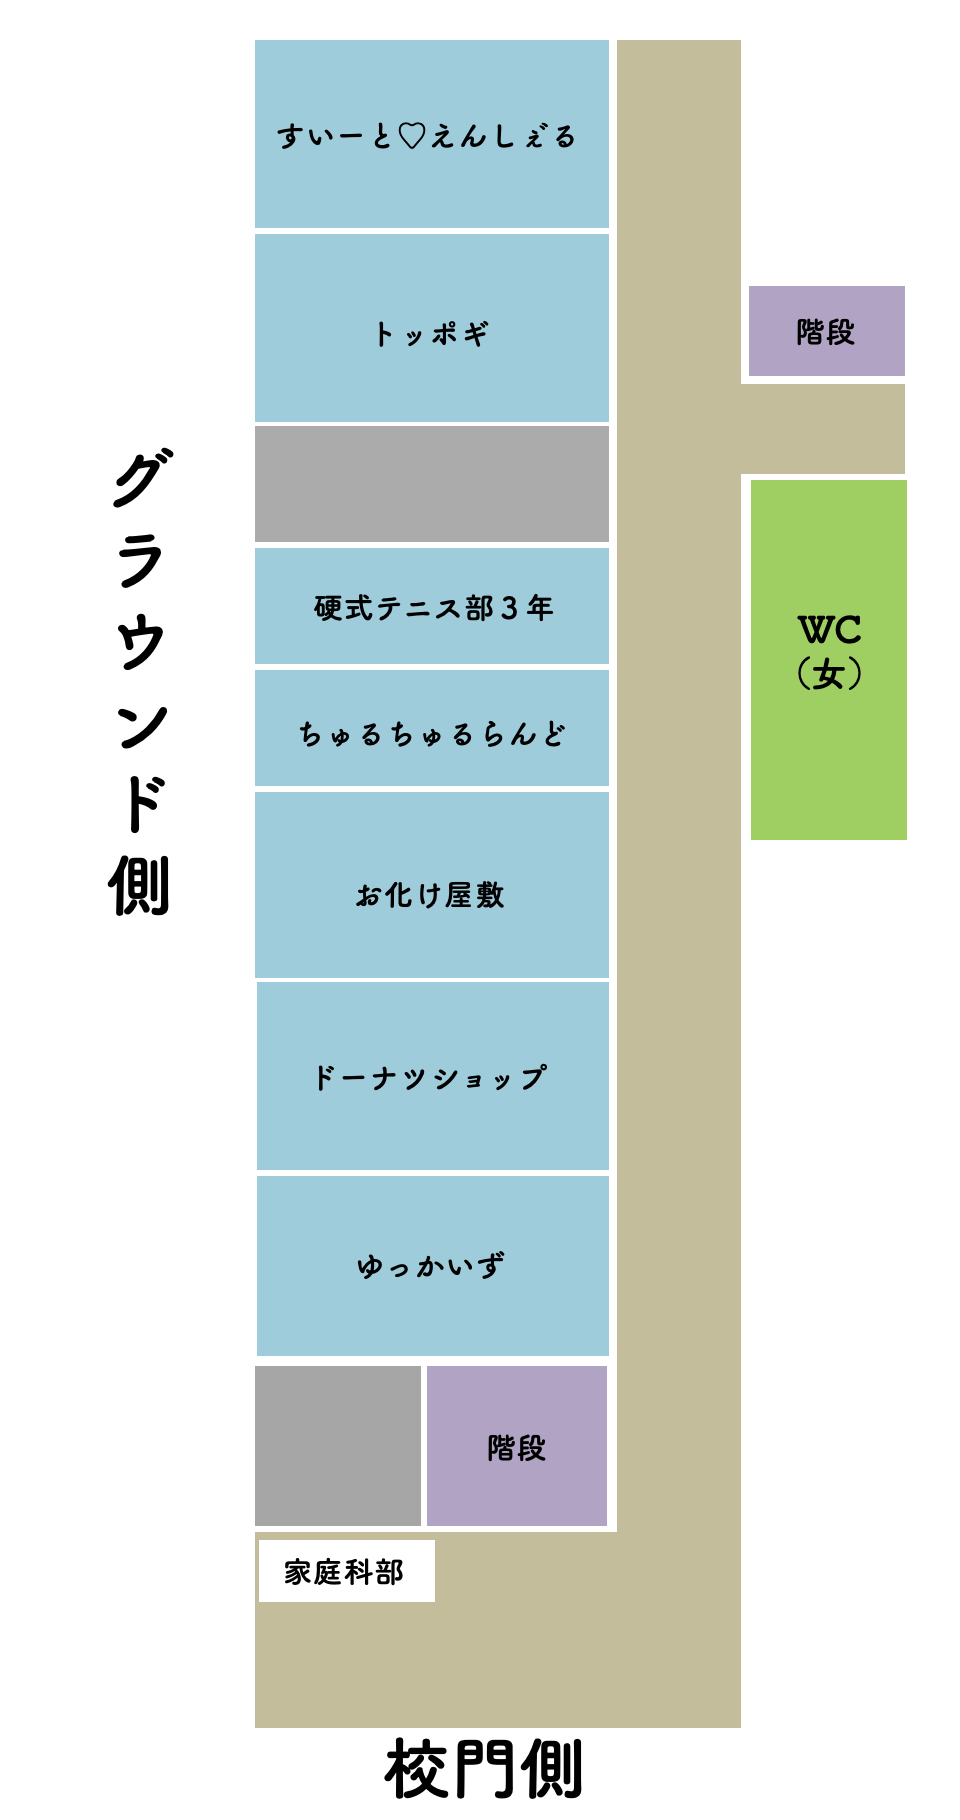 すいーと♡えんしぇ゙る
トッポギ
階段
グラウンド側
硬式テニス部3年
WC
（女）
ちゅるちゅるらんど
お化け屋敷
ドーナツショップ
ゆっかいず
階段
家庭科部
校門側